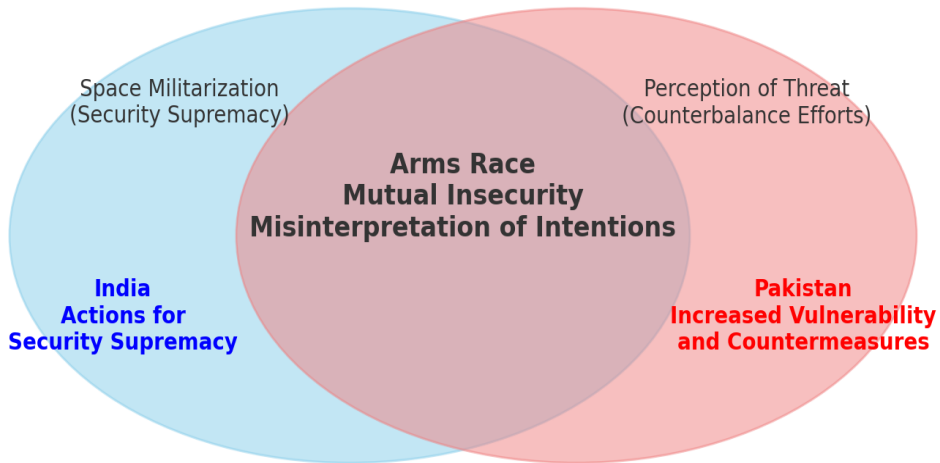 Space Militarization
(Security Supremacy)
Perception of Threat
(Counterbalance Efforts)
Arms Race
Mutual Insecurity
Misinterpretation of Intentions
India
Actions for
Security Supremacy
Pakistan
Increased Vulnerability
and Countermeasures